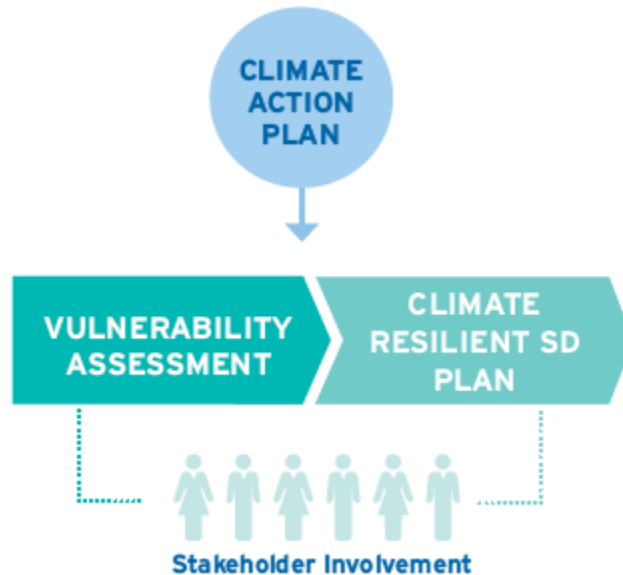 CLIMATE
ACTION
PLAN
VULNERABILITY
ASSESSMENT
CLIMATE
RESILIENT SD
PLAN
Stakeholder Involvement